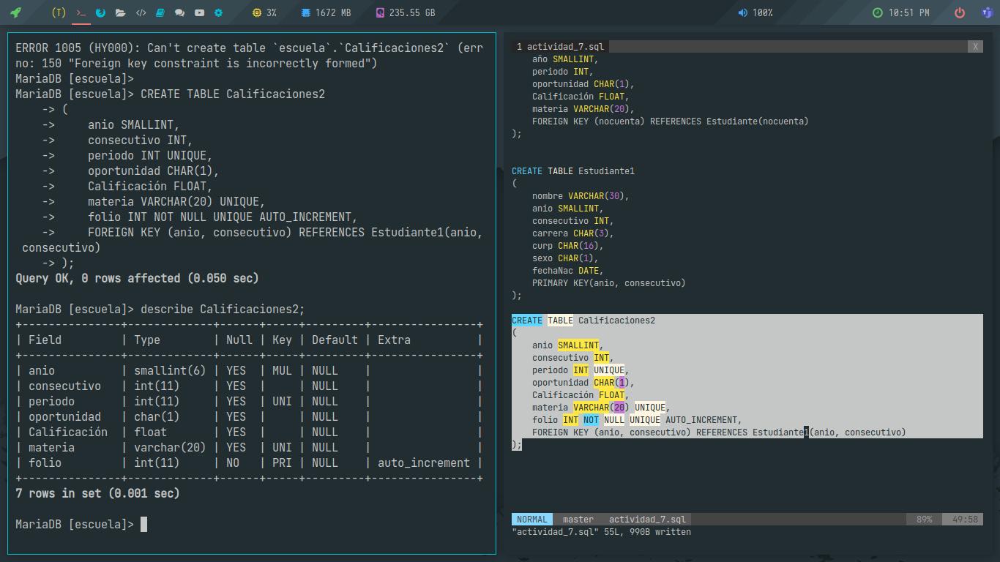 (T) 3% 1672 MB 235.55 GB 100% 10:51 PM
ERROR 1005 (HY000): Can't create table `escuela`.`Calificaciones2` (err
no: 150 "Foreign key constraint is incorrectly formed")
MariaDB [escuela]>
MariaDB [escuela]> CREATE TABLE Calificaciones2
    -> (
    ->     anio SMALLINT,
    ->     consecutivo INT,
    ->     periodo INT UNIQUE,
    ->     oportunidad CHAR(1),
    ->     Calificación FLOAT,
    ->     materia VARCHAR(20) UNIQUE,
    ->     folio INT NOT NULL UNIQUE AUTO_INCREMENT,
    ->     FOREIGN KEY (anio, consecutivo) REFERENCES Estudiante1(anio,
 consecutivo)
    -> );
Query OK, 0 rows affected (0.050 sec)
MariaDB [escuela]> describe Calificaciones2;
+--------------+-------------+------+-----+---------+----------------+
| Field        | Type        | Null | Key | Default | Extra          |
+--------------+-------------+------+-----+---------+----------------+
| anio         | smallint(6) | YES  | MUL | NULL    |                |
| consecutivo  | int(11)     | YES  |     | NULL    |                |
| periodo      | int(11)     | YES  | UNI | NULL    |                |
| oportunidad  | char(1)     | YES  |     | NULL    |                |
| Calificación | float       | YES  |     | NULL    |                |
| materia      | varchar(20) | YES  | UNI | NULL    |                |
| folio        | int(11)     | NO   | PRI | NULL    | auto_increment |
+--------------+-------------+------+-----+---------+----------------+
7 rows in set (0.001 sec)
MariaDB [escuela]>
1 actividad_7.sql X
    año SMALLINT,
    periodo INT,
    oportunidad CHAR(1),
    Calificación FLOAT,
    materia VARCHAR(20),
    FOREIGN KEY (nocuenta) REFERENCES Estudiante(nocuenta)
);
CREATE TABLE Estudiante1
(
    nombre VARCHAR(30),
    anio SMALLINT,
    consecutivo INT,
    carrera CHAR(3),
    curp CHAR(16),
    sexo CHAR(1),
    fechaNac DATE,
    PRIMARY KEY(anio, consecutivo)
);
CREATE TABLE Calificaciones2
(
    anio SMALLINT,
    consecutivo INT,
    periodo INT UNIQUE,
    oportunidad CHAR(1),
    Calificación FLOAT,
    materia VARCHAR(20) UNIQUE,
    folio INT NOT NULL UNIQUE AUTO_INCREMENT,
    FOREIGN KEY (anio, consecutivo) REFERENCES Estudiante1(anio, consecutivo)
);
NORMAL master actividad_7.sql 89% 49:58
"actividad_7.sql" 55L, 990B written